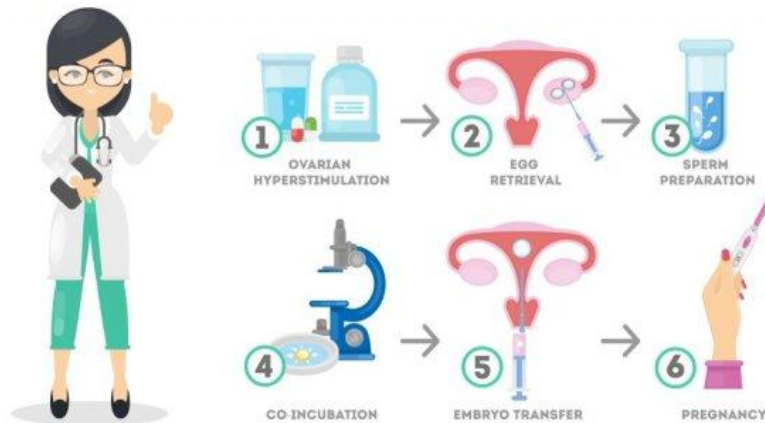 1
OVARIAN
HYPERSTIMULATION
2
EGG
RETRIEVAL
3
SPERM
PREPARATION
4
CO-INCUBATION
5
EMBRYO TRANSFER
6
PREGNANCY